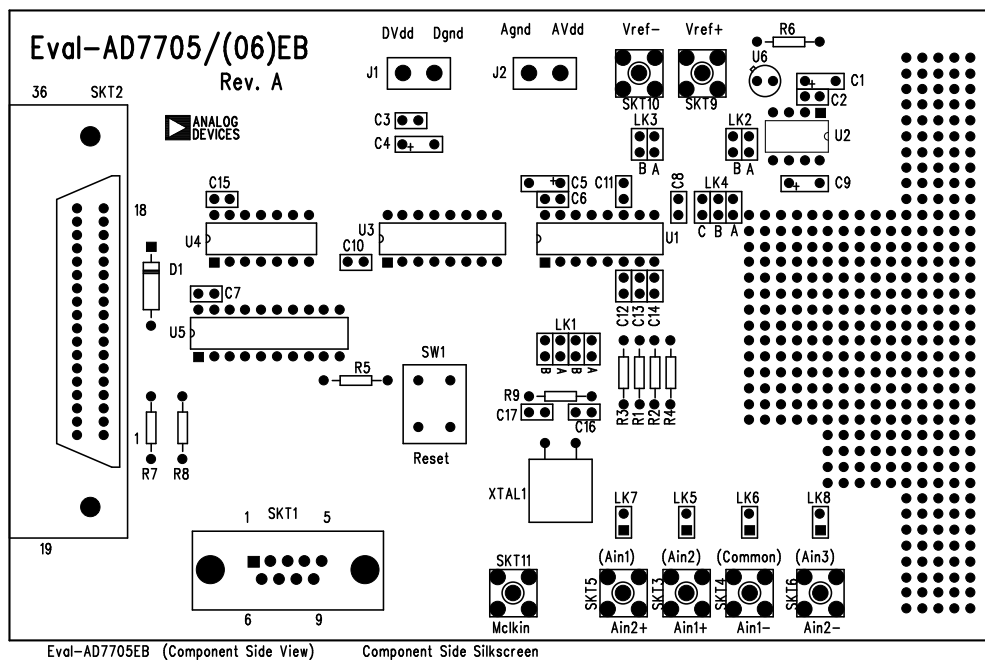 Eval-AD7705/(06)EB
Rev. A
DVdd Dgnd
Agnd AVdd
Vref- Vref+
R6
J1
J2
U6
C1
C2
36 SKT2
SKT10 SKT9
LK3
LK2
U2
ANALOG
DEVICES
C3
C4
B A
B A
C15
C5
C6
C11
C8
LK4
C9
18
U4
U3
U1
C B A
C10
D1
C7
C12
C13
C14
U5
LK1
B A B A
SW1
R5
R9
R3
R1
R2
R4
C17
C16
1
R7 R8
Reset
XTAL1
LK7 LK5 LK6 LK8
1 SKT1 5
19
SKT11
(Ain1) (Ain2) (Common) (Ain3)
SKT5
SKT3
SKT4
SKT6
6 9
Mclkin
Ain2+ Ain1+ Ain1- Ain2-
Eval-AD7705EB (Component Side View) Component Side Silkscreen